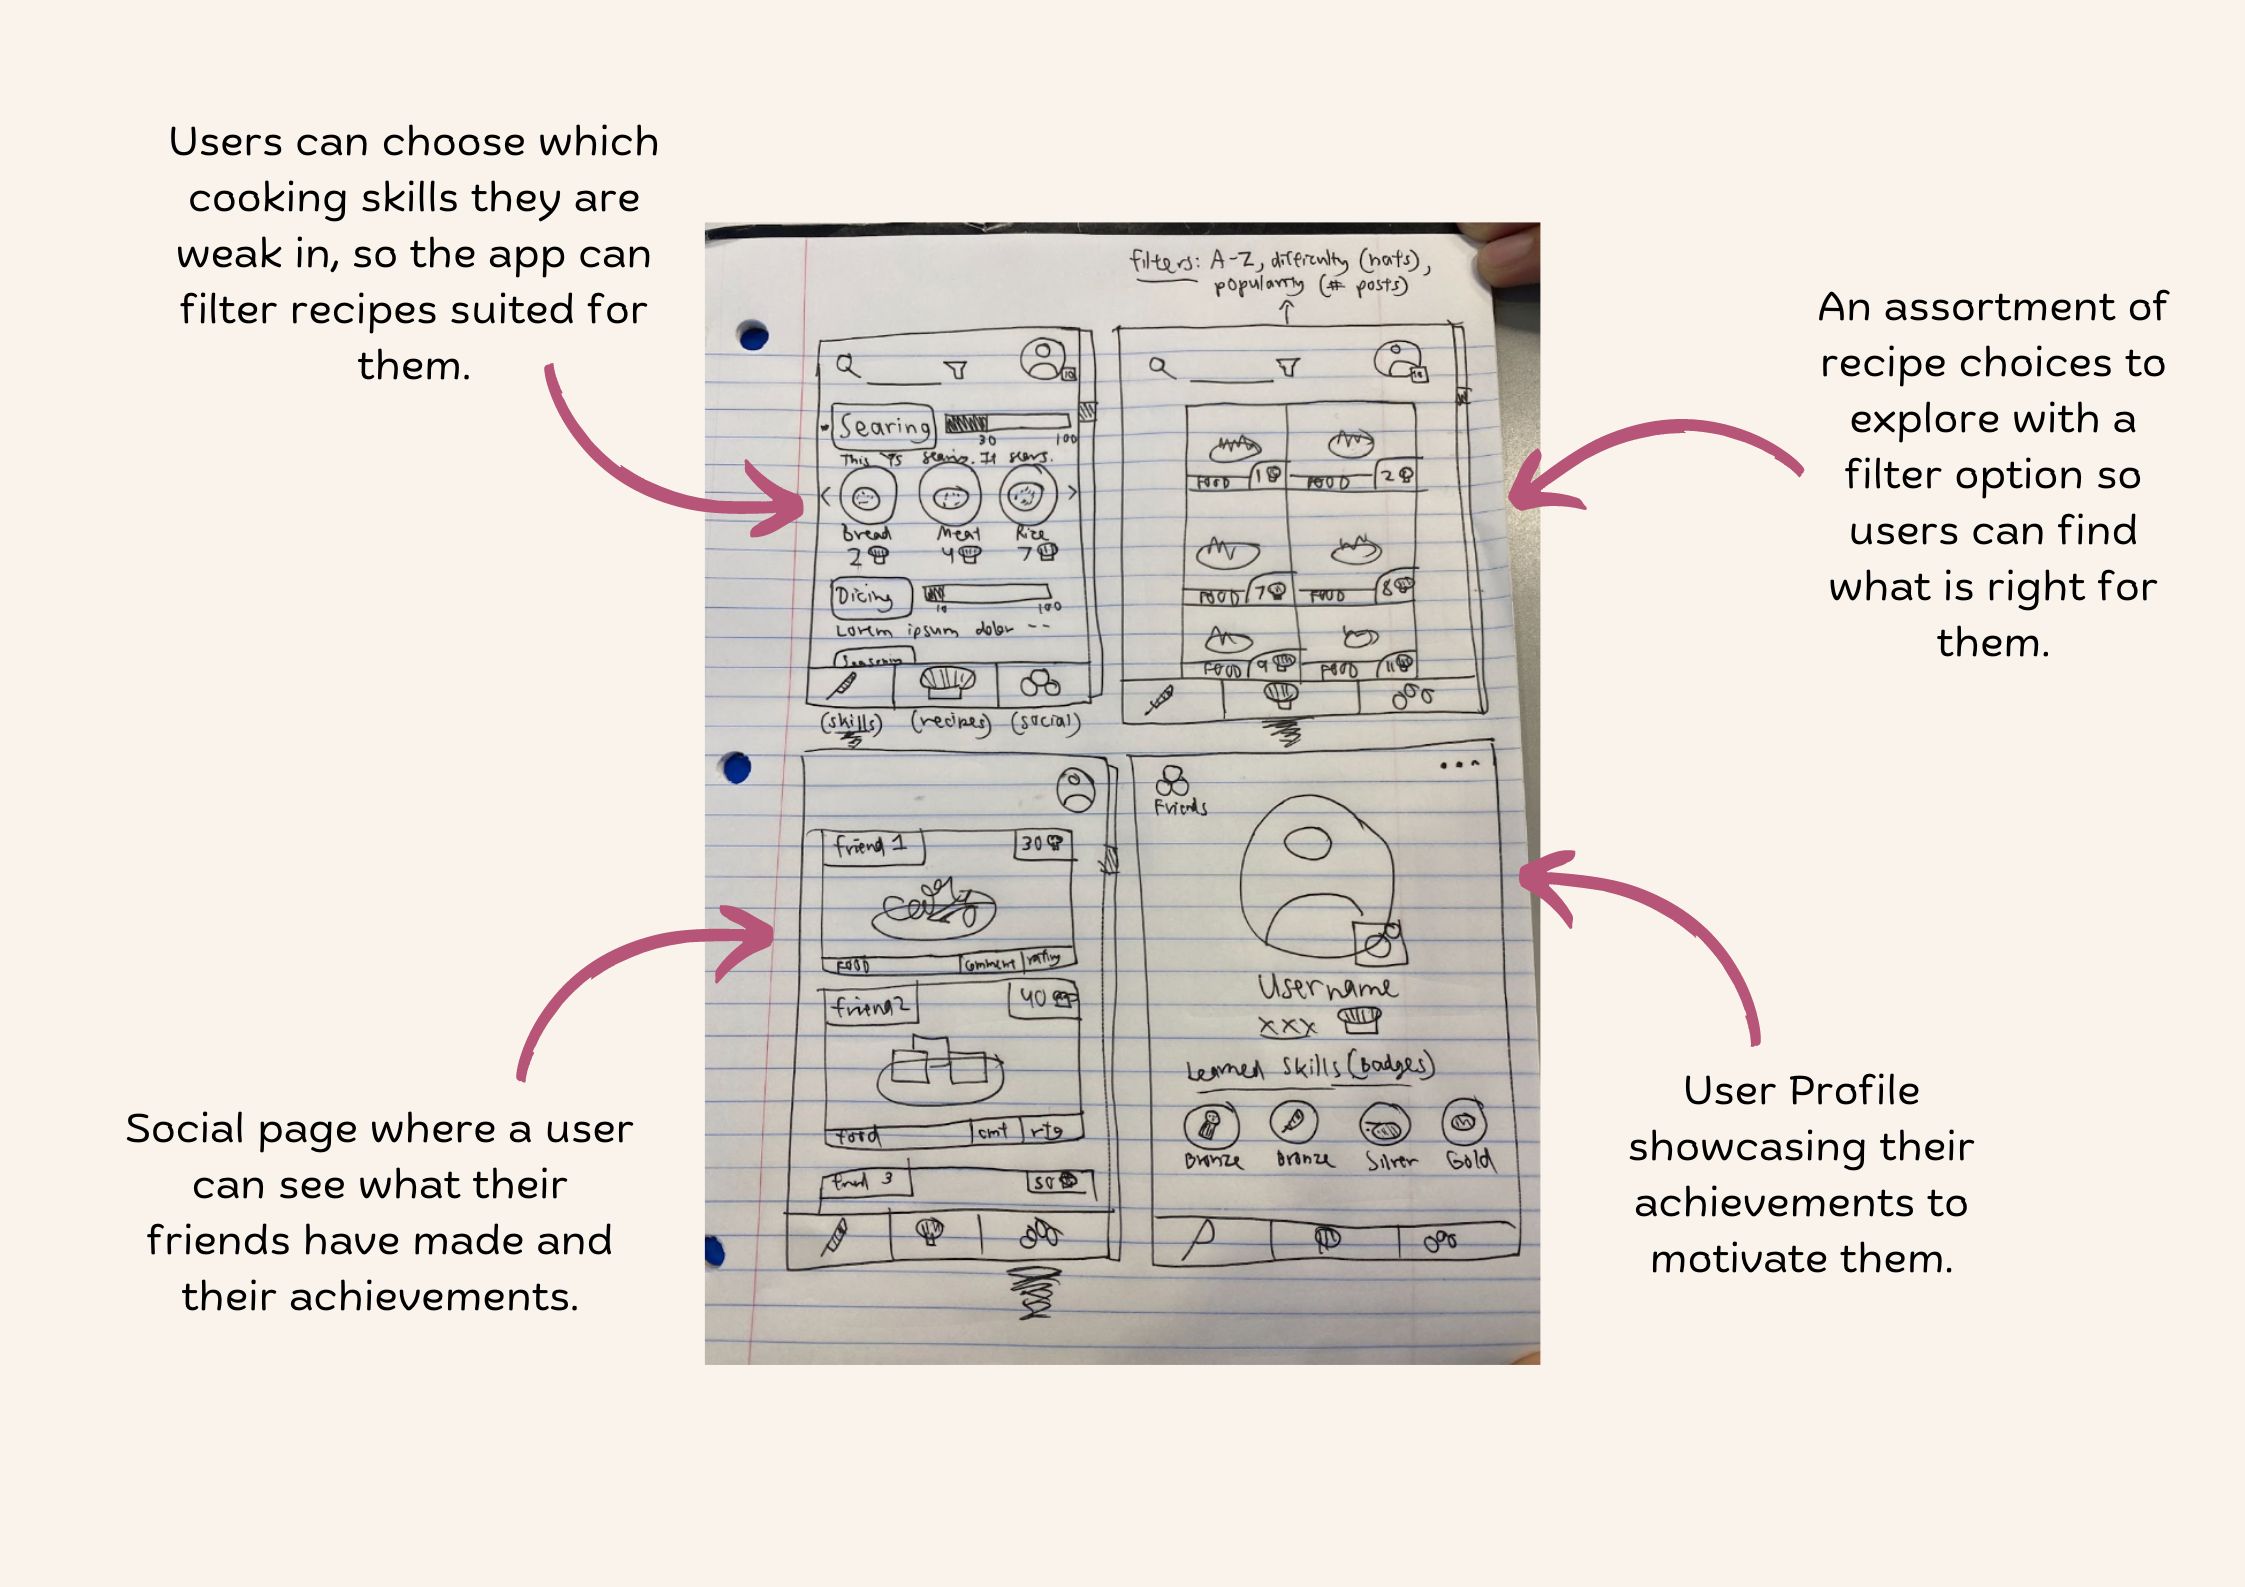 Users can choose which
cooking skills they are
weak in, so the app can
filter recipes suited for
them.
An assortment of
recipe choices to
explore with a
filter option so
users can find
what is right for
them.
Social page where a user
can see what their
friends have made and
their achievements.
User Profile
showcasing their
achievements to
motivate them.
filters: A-Z, difficulty (hats),
popularity (# posts)
Searing
30 100
This is searing. It sears.
< >
Bread Meat Rice
2 4 7
Dicing
10 100
Lorem ipsum dolor --
Seasoning
(skills) (recipes) (social)
FOOD 1 FOOD 2
FOOD 7 FOOD 8
FOOD 9 FOOD 11
friend 1 30
FOOD comment rating
friend 2 40
food cmt rtg
friend 3 50
...
Friends
Username
xxx
Learned Skills (Badges)
Bronze Bronze Silver Gold